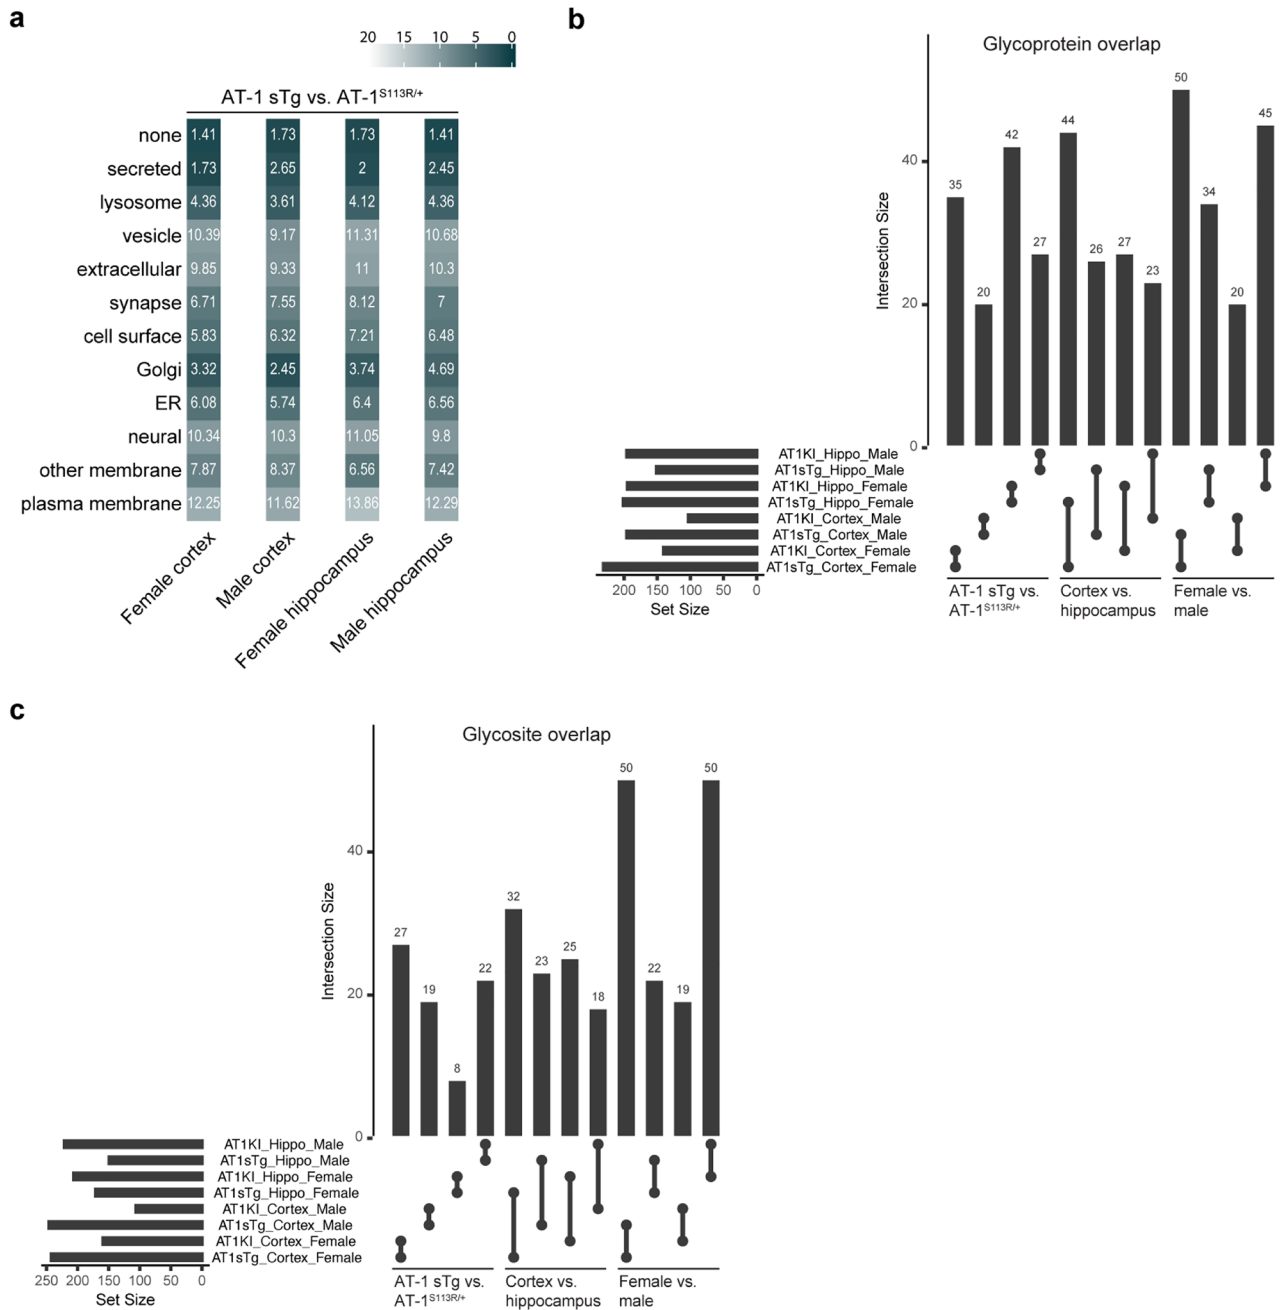 a
20 15 10 5 0
AT-1 sTg vs. AT-1S113R/+
none 1.41 1.73 1.73 1.41
secreted 1.73 2.65 2 2.45
lysosome 4.36 3.61 4.12 4.36
vesicle 10.39 9.17 11.31 10.68
extracellular 9.85 9.33 11 10.3
synapse 6.71 7.55 8.12 7
cell surface 5.83 6.32 7.21 6.48
Golgi 3.32 2.45 3.74 4.69
ER 6.08 5.74 6.4 6.56
neural 10.34 10.3 11.05 9.8
other membrane 7.87 8.37 6.56 7.42
plasma membrane 12.25 11.62 13.86 12.29
Female cortex
Male cortex
Female hippocampus
Male hippocampus
b
Glycoprotein overlap
Intersection Size
40
20
0
35 20 42 27 44 26 27 23 50 34 20 45
AT1KI_Hippo_Male
AT1sTg_Hippo_Male
AT1KI_Hippo_Female
AT1sTg_Hippo_Female
AT1KI_Cortex_Male
AT1sTg_Cortex_Male
AT1KI_Cortex_Female
AT1sTg_Cortex_Female
200 150 100 50 0
Set Size
AT-1 sTg vs.
AT-1S113R/+
Cortex vs.
hippocampus
Female vs.
male
c
Glycosite overlap
Intersection Size
40
20
0
27 19 8 22 32 23 25 18 50 22 19 50
AT1KI_Hippo_Male
AT1sTg_Hippo_Male
AT1KI_Hippo_Female
AT1sTg_Hippo_Female
AT1KI_Cortex_Male
AT1sTg_Cortex_Male
AT1KI_Cortex_Female
AT1sTg_Cortex_Female
250 200 150 100 50 0
Set Size
AT-1 sTg vs.
AT-1S113R/+
Cortex vs.
hippocampus
Female vs.
male